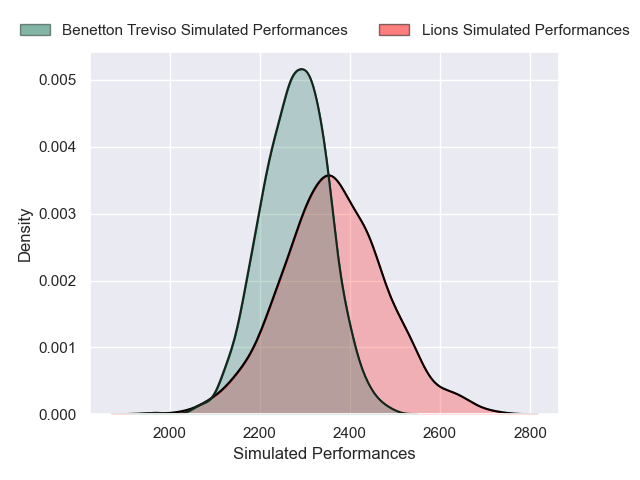 Benetton Treviso Simulated Performances Lions Simulated Performances
0.005
0.004
0.003
0.002
0.001
0.000
Density
2000 2200 2400 2600 2800
Simulated Performances